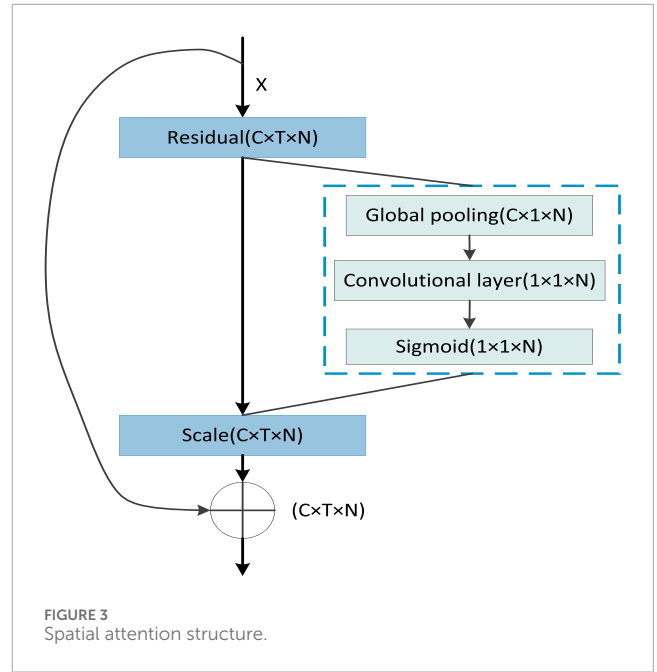 X
Residual(C×T×N)
Global pooling(C×1×N)
Convolutional layer(1×1×N)
Sigmoid(1×1×N)
Scale(C×T×N)
(C×T×N)
FIGURE 3
Spatial attention structure.